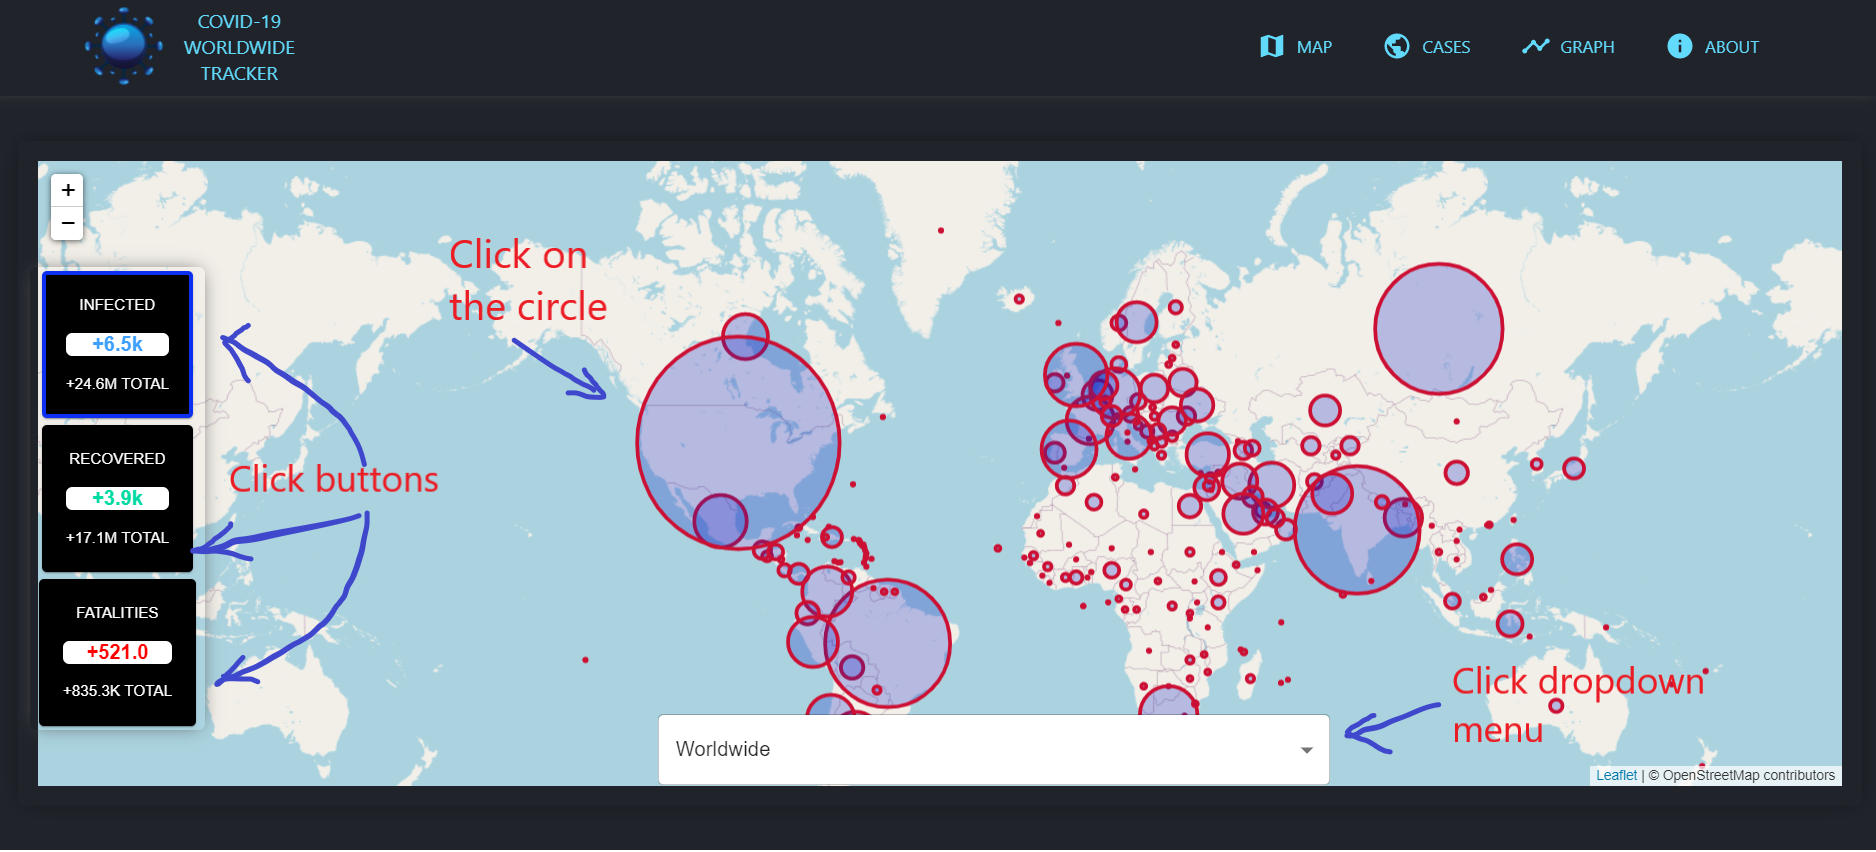 COVID-19
WORLDWIDE
TRACKER
MAP
CASES
GRAPH
ABOUT
+
−
Click on
the circle
INFECTED
+6.5k
+24.6M TOTAL
RECOVERED
+3.9k
+17.1M TOTAL
Click buttons
FATALITIES
+521.0
+835.3K TOTAL
Click dropdown
menu
Worldwide
Leaflet | © OpenStreetMap contributors